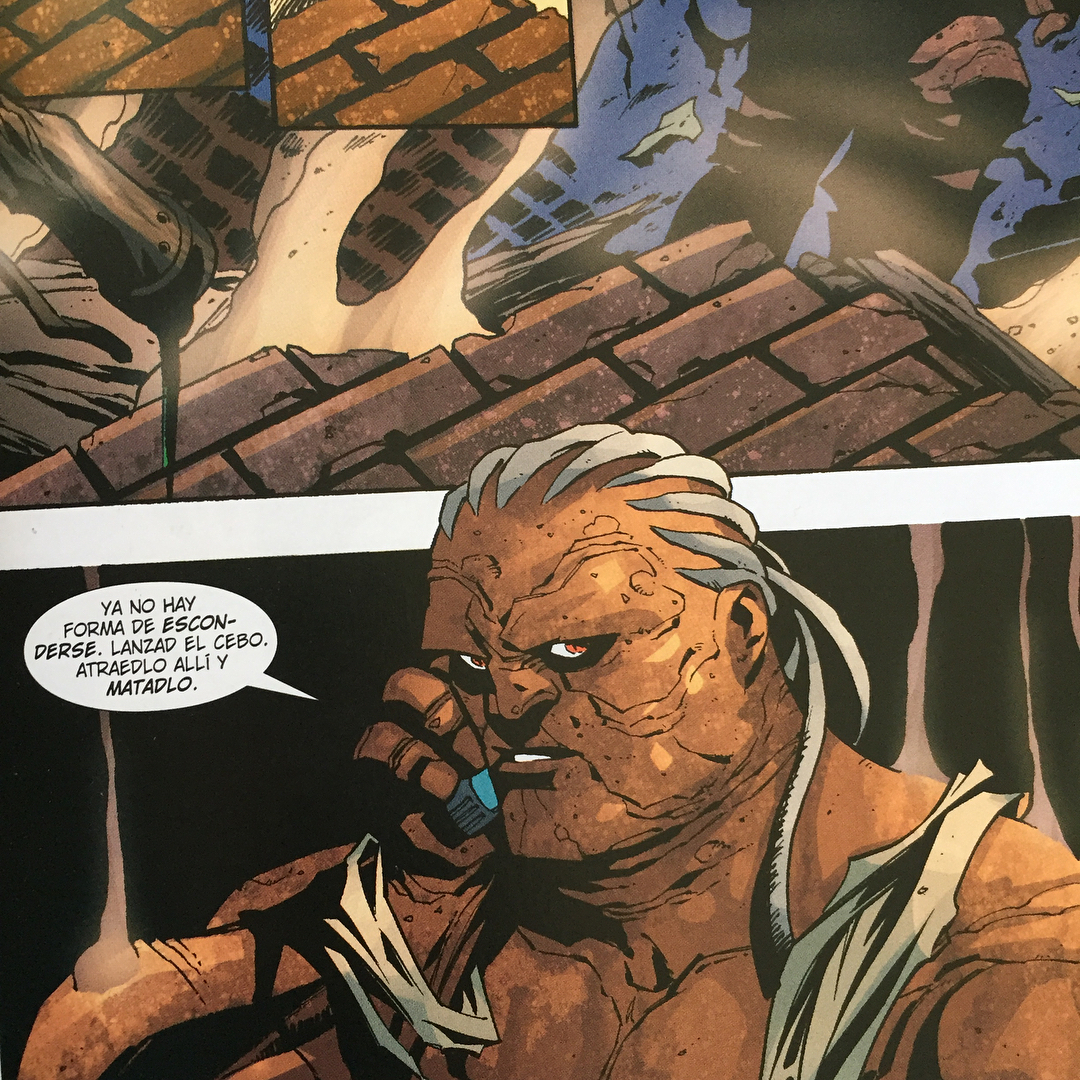 YA NO HAY
FORMA DE ESCON-
DERSE. LANZAD EL CEBO.
ATRAEDLO ALLÍ Y
MATADLO.